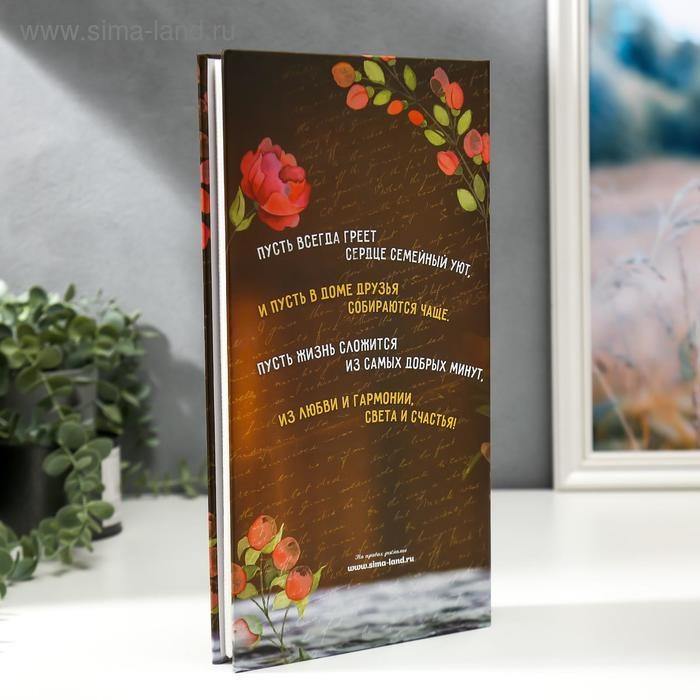 www.sima-land.ru
ПУСТЬ ВСЕГДА ГРЕЕТ
СЕРДЦЕ СЕМЕЙНЫЙ УЮТ,
И ПУСТЬ В ДОМЕ ДРУЗЬЯ
СОБИРАЮТСЯ ЧАЩЕ.
ПУСТЬ ЖИЗНЬ СЛОЖИТСЯ
ИЗ САМЫХ ДОБРЫХ МИНУТ,
ИЗ ЛЮБВИ И ГАРМОНИИ,
СВЕТА И СЧАСТЬЯ!
На правах рекламы
www.sima-land.ru